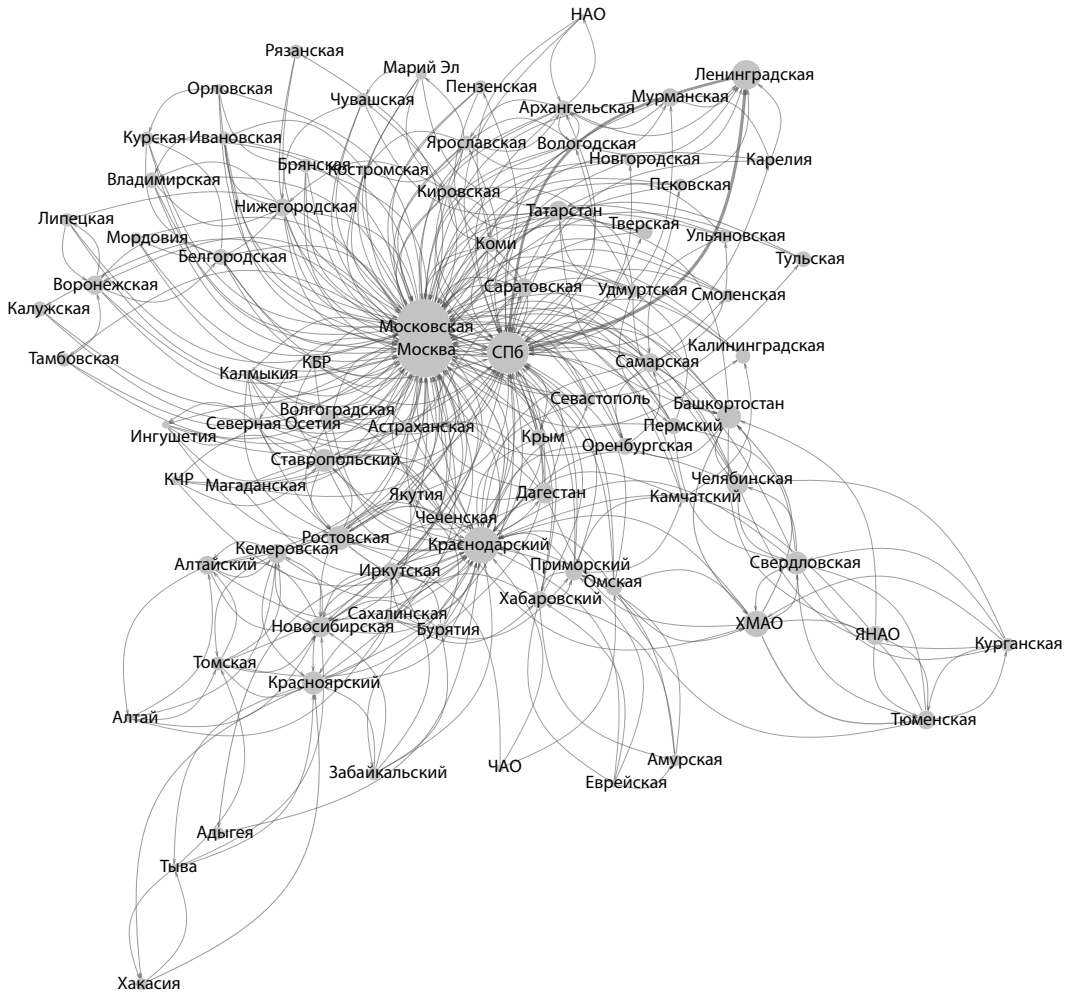 НАО
Рязанская
Марий Эл
Ленинградская
Орловская
Чувашская
Пензенская
Мурманская
Архангельская
Курская
Ивановская
Ярославская
Вологодская
Новгородская
Карелия
Брянская
Костромская
Владимирская
Кировская
Псковская
Нижегородская
Татарстан
Липецкая
Тверская
Мордовия
Коми
Ульяновская
Белгородская
Тульская
Воронежская
Саратовская
Удмуртская
Смоленская
Калужская
Московская
Москва
СПб
Калининградская
Тамбовская
КБР
Самарская
Калмыкия
Севастополь
Башкортостан
Волгоградская
Северная Осетия
Астраханская
Пермский
Ингушетия
Крым
Оренбургская
Ставропольский
КЧР
Магаданская
Челябинская
Якутия
Дагестан
Камчатский
Чеченская
Ростовская
Краснодарский
Кемеровская
Алтайский
Иркутская
Приморский
Свердловская
Омская
Хабаровский
Сахалинская
Новосибирская
Бурятия
ХМАО
ЯНАО
Курганская
Томская
Красноярский
Алтай
Тюменская
Забайкальский
ЧАО
Амурская
Еврейская
Адыгея
Тыва
Хакасия